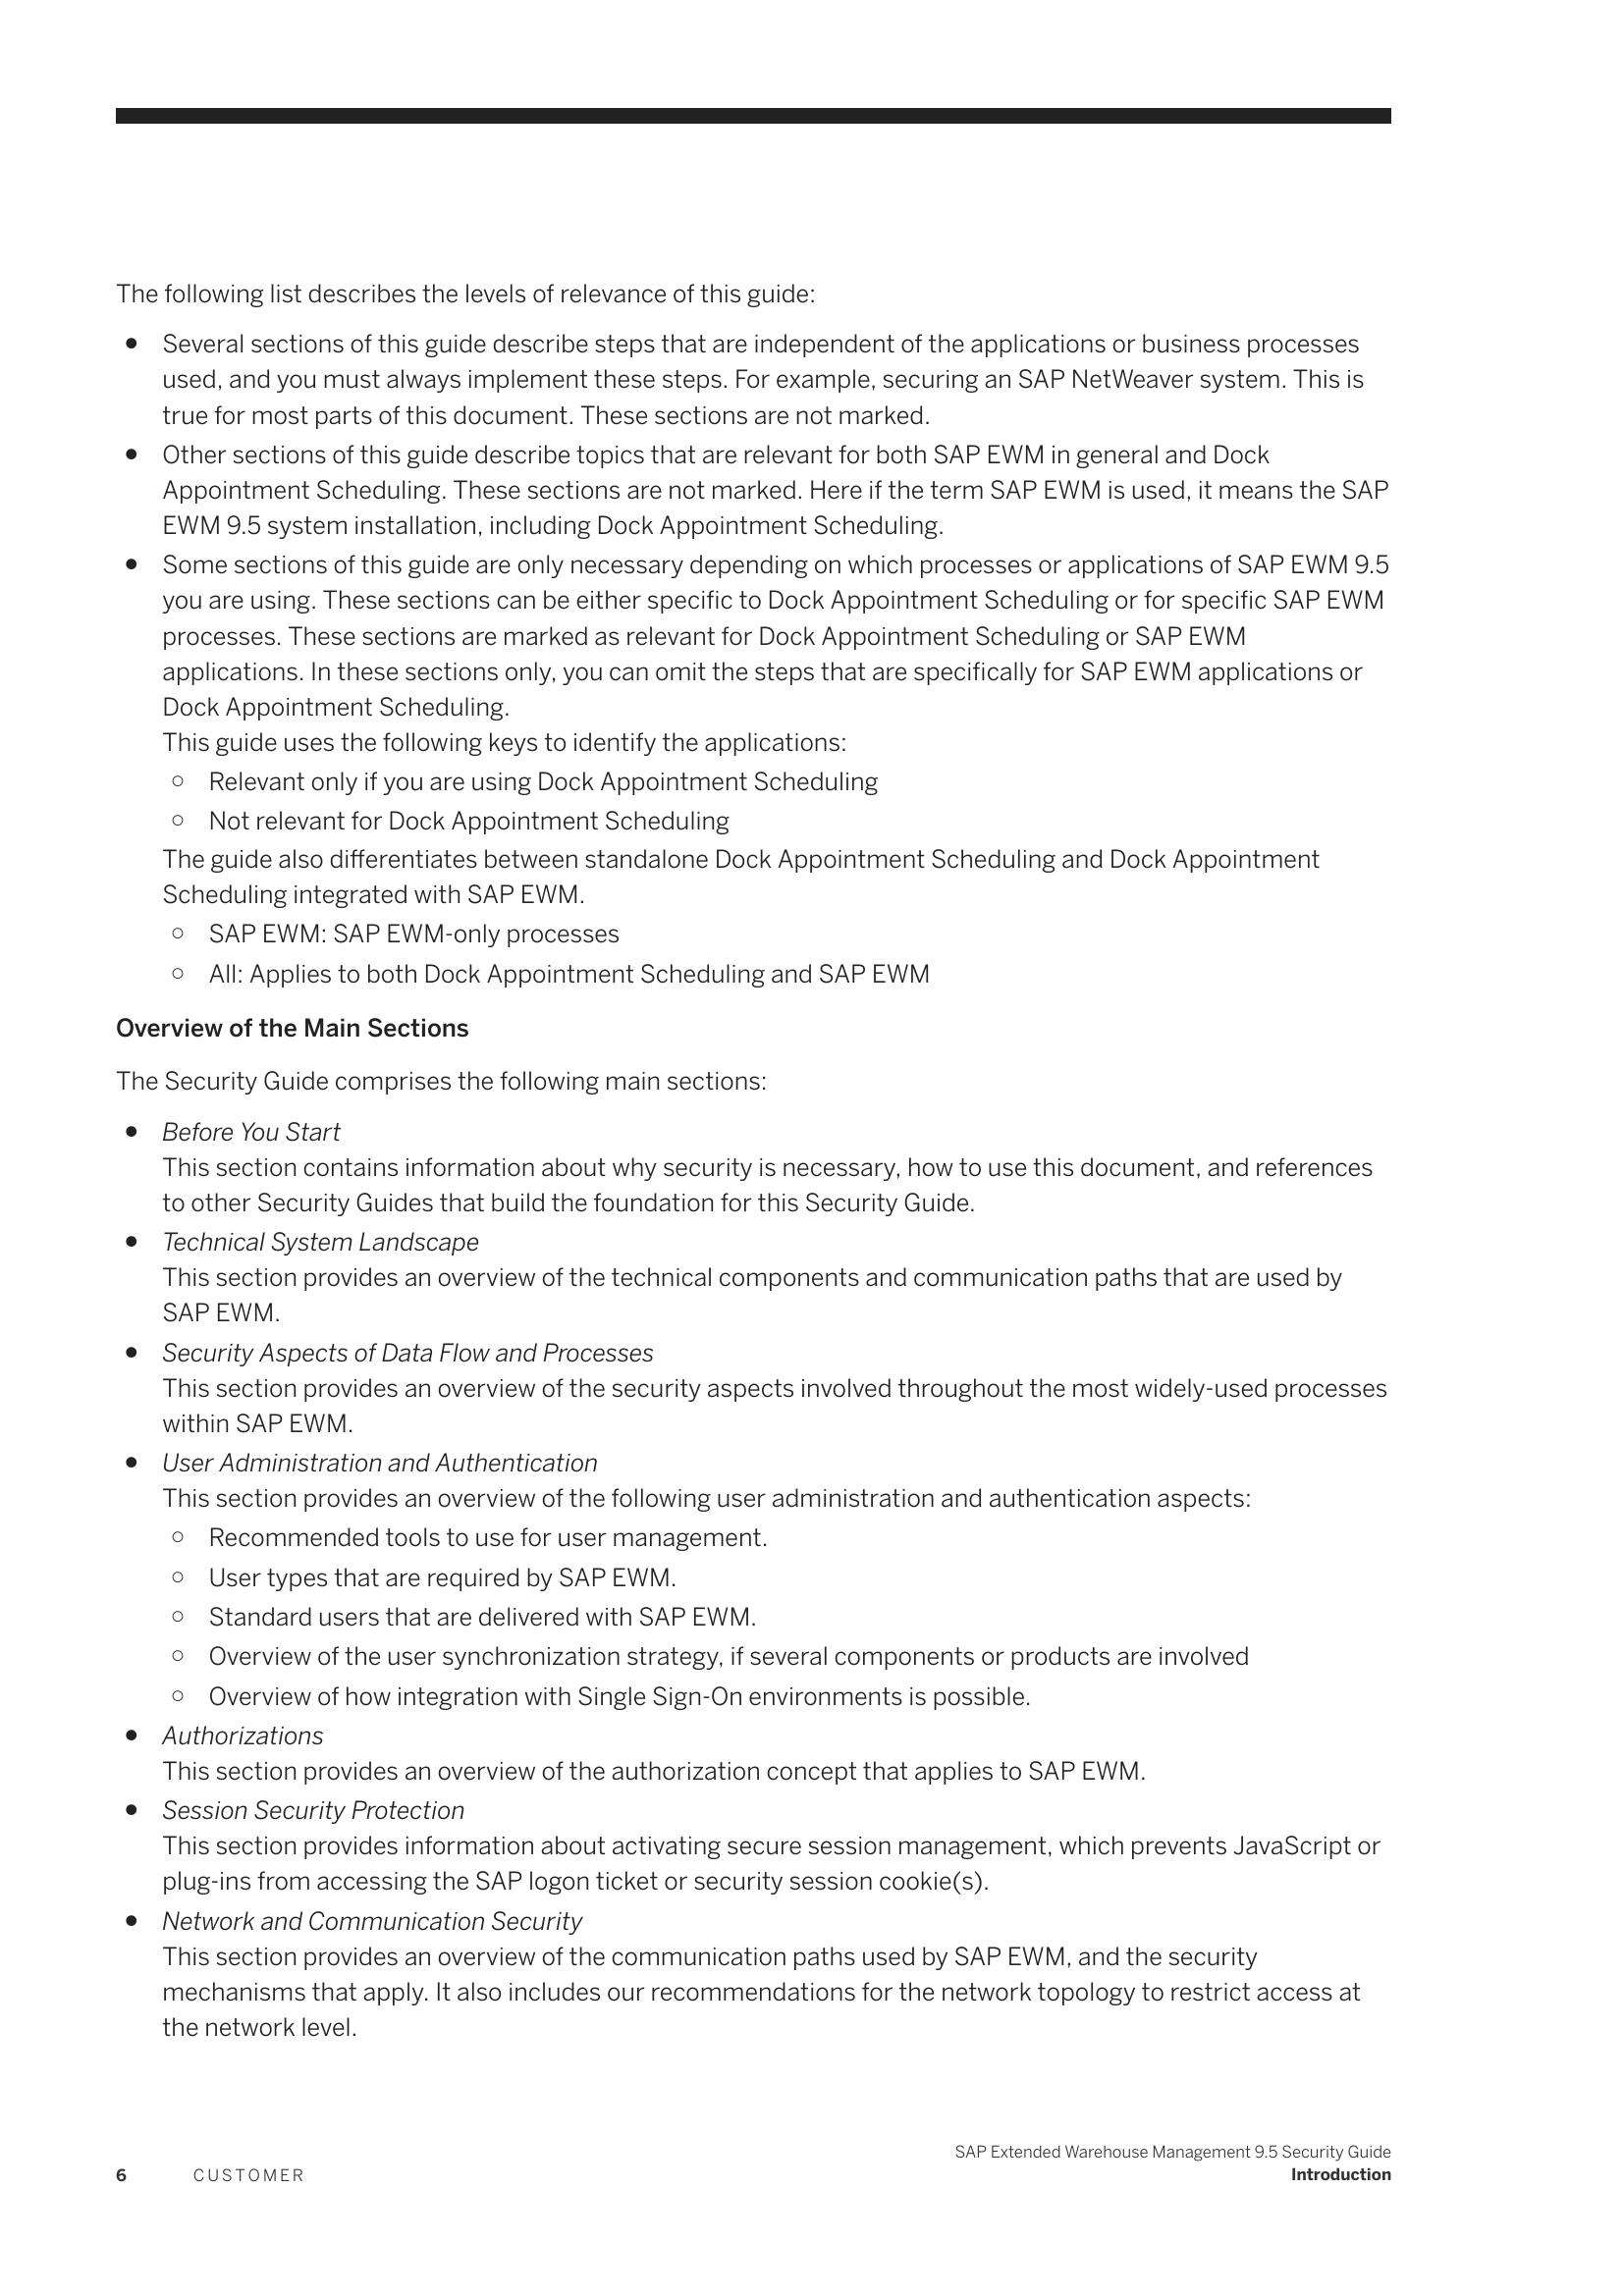 The following list describes the levels of relevance of this guide:
● Several sections of this guide describe steps that are independent of the applications or business processes
used, and you must always implement these steps. For example, securing an SAP NetWeaver system. This is
true for most parts of this document. These sections are not marked.
● Other sections of this guide describe topics that are relevant for both SAP EWM in general and Dock
Appointment Scheduling. These sections are not marked. Here if the term SAP EWM is used, it means the SAP
EWM 9.5 system installation, including Dock Appointment Scheduling.
● Some sections of this guide are only necessary depending on which processes or applications of SAP EWM 9.5
you are using. These sections can be either specific to Dock Appointment Scheduling or for specific SAP EWM
processes. These sections are marked as relevant for Dock Appointment Scheduling or SAP EWM
applications. In these sections only, you can omit the steps that are specifically for SAP EWM applications or
Dock Appointment Scheduling.
This guide uses the following keys to identify the applications:
○ Relevant only if you are using Dock Appointment Scheduling
○ Not relevant for Dock Appointment Scheduling
The guide also differentiates between standalone Dock Appointment Scheduling and Dock Appointment
Scheduling integrated with SAP EWM.
○ SAP EWM: SAP EWM-only processes
○ All: Applies to both Dock Appointment Scheduling and SAP EWM
Overview of the Main Sections
The Security Guide comprises the following main sections:
● Before You Start
This section contains information about why security is necessary, how to use this document, and references
to other Security Guides that build the foundation for this Security Guide.
● Technical System Landscape
This section provides an overview of the technical components and communication paths that are used by
SAP EWM.
● Security Aspects of Data Flow and Processes
This section provides an overview of the security aspects involved throughout the most widely-used processes
within SAP EWM.
● User Administration and Authentication
This section provides an overview of the following user administration and authentication aspects:
○ Recommended tools to use for user management.
○ User types that are required by SAP EWM.
○ Standard users that are delivered with SAP EWM.
○ Overview of the user synchronization strategy, if several components or products are involved
○ Overview of how integration with Single Sign-On environments is possible.
● Authorizations
This section provides an overview of the authorization concept that applies to SAP EWM.
● Session Security Protection
This section provides information about activating secure session management, which prevents JavaScript or
plug-ins from accessing the SAP logon ticket or security session cookie(s).
● Network and Communication Security
This section provides an overview of the communication paths used by SAP EWM, and the security
mechanisms that apply. It also includes our recommendations for the network topology to restrict access at
the network level.
SAP Extended Warehouse Management 9.5 Security Guide
6 CUSTOMER Introduction